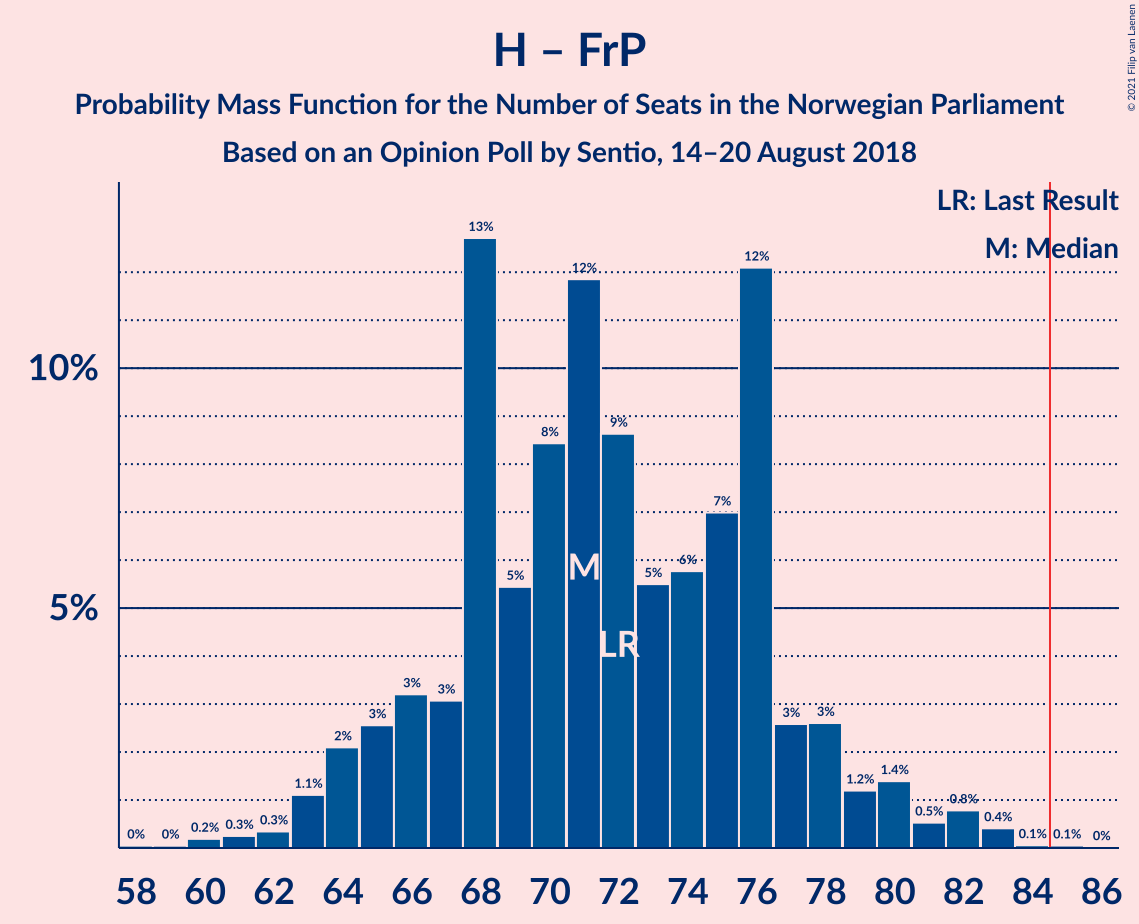 H – FrP
Probability Mass Function for the Number of Seats in the Norwegian Parliament
Based on an Opinion Poll by Sentio, 14–20 August 2018
© 2021 Filip van Laenen
LR: Last Result
M: Median
10%
5%
0% 0% 0.2% 0.3% 0.3% 1.1% 2% 3% 3% 3% 13% 5% 8% 12% 9% 5% 6% 7% 12% 3% 3% 1.2% 1.4% 0.5% 0.8% 0.4% 0.1% 0.1% 0%
M
LR
58 60 62 64 66 68 70 72 74 76 78 80 82 84 86